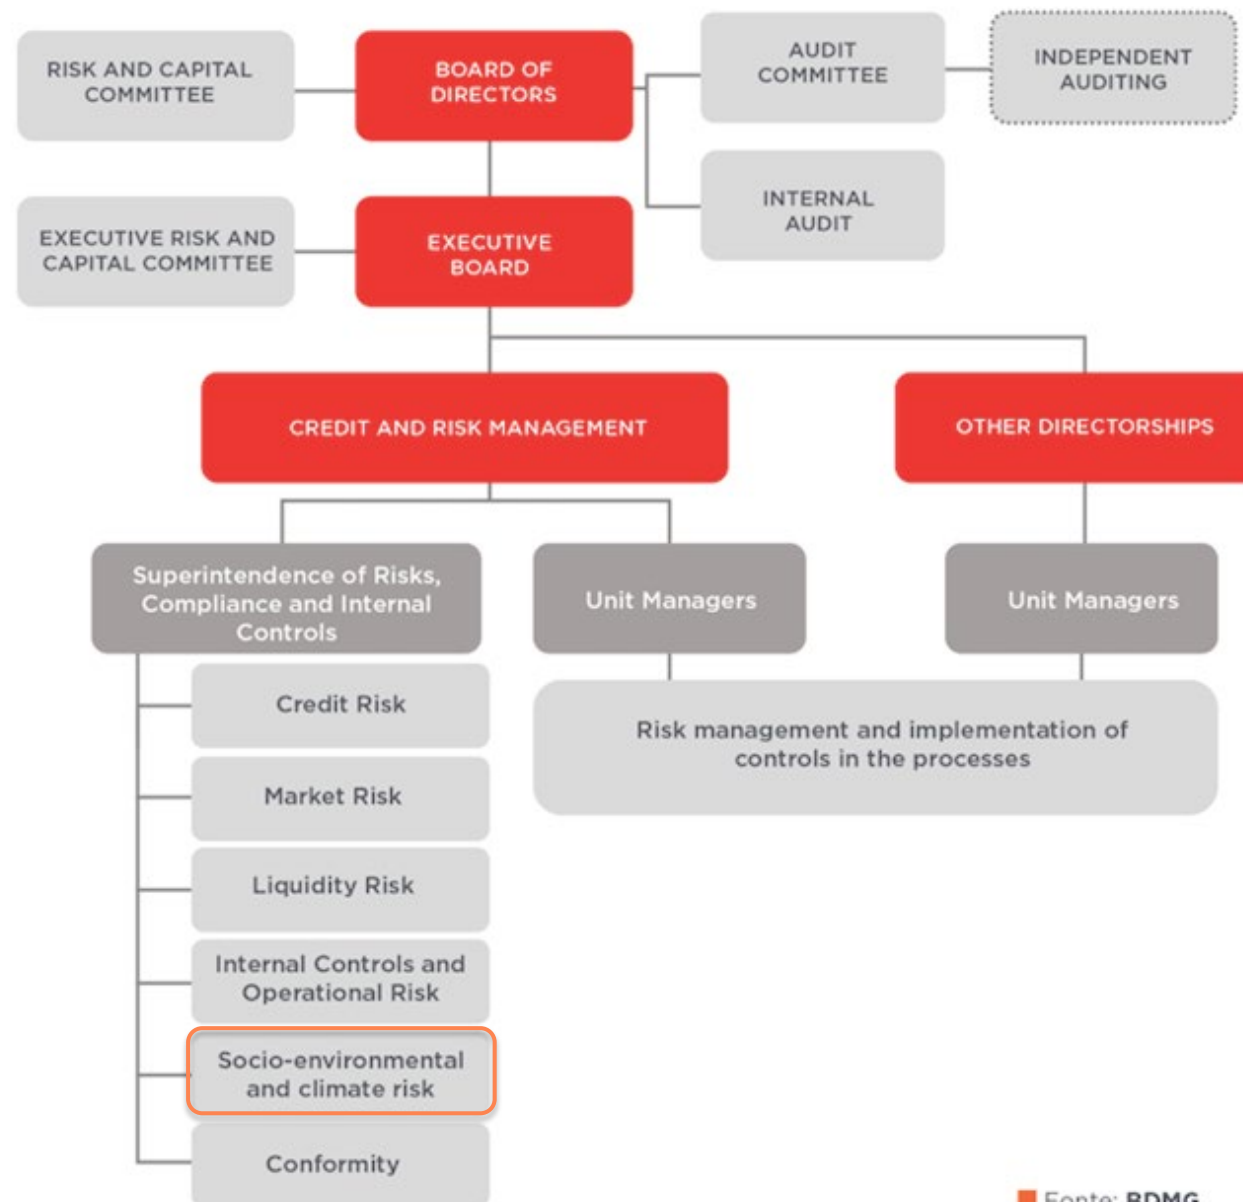 RISK AND CAPITAL
COMMITTEE
BOARD OF
DIRECTORS
AUDIT
COMMITTEE
INDEPENDENT
AUDITING
INTERNAL
AUDIT
EXECUTIVE RISK AND
CAPITAL COMMITTEE
EXECUTIVE
BOARD
CREDIT AND RISK MANAGEMENT
OTHER DIRECTORSHIPS
Superintendence of Risks,
Compliance and Internal
Controls
Unit Managers
Unit Managers
Credit Risk
Risk management and implementation of
controls in the processes
Market Risk
Liquidity Risk
Internal Controls and
Operational Risk
Socio-environmental
and climate risk
Conformity
Fonte: BDMG